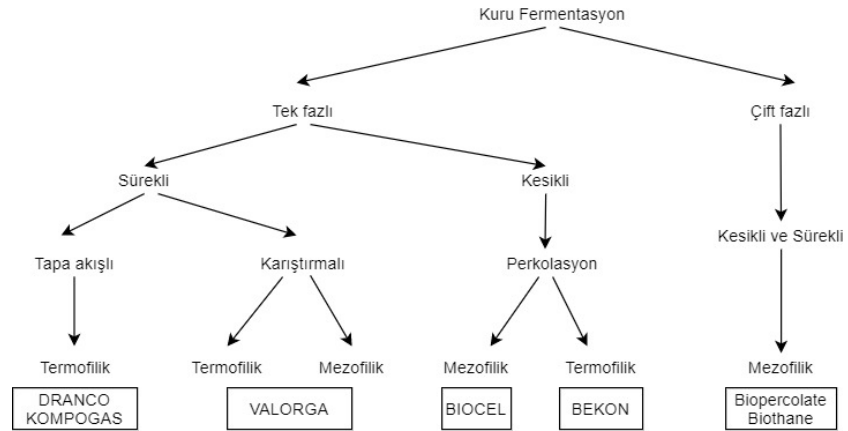 Kuru Fermentasyon
Tek fazlı
Çift fazlı
Sürekli
Kesikli
Kesikli ve Sürekli
Tapa akışlı
Karıştırmalı
Perkolasyon
Termofilik
Termofilik
Mezofilik
Mezofilik
Termofilik
Mezofilik
DRANCO
KOMPOGAS
VALORGA
BIOCEL
BEKON
Biopercolate
Biothane